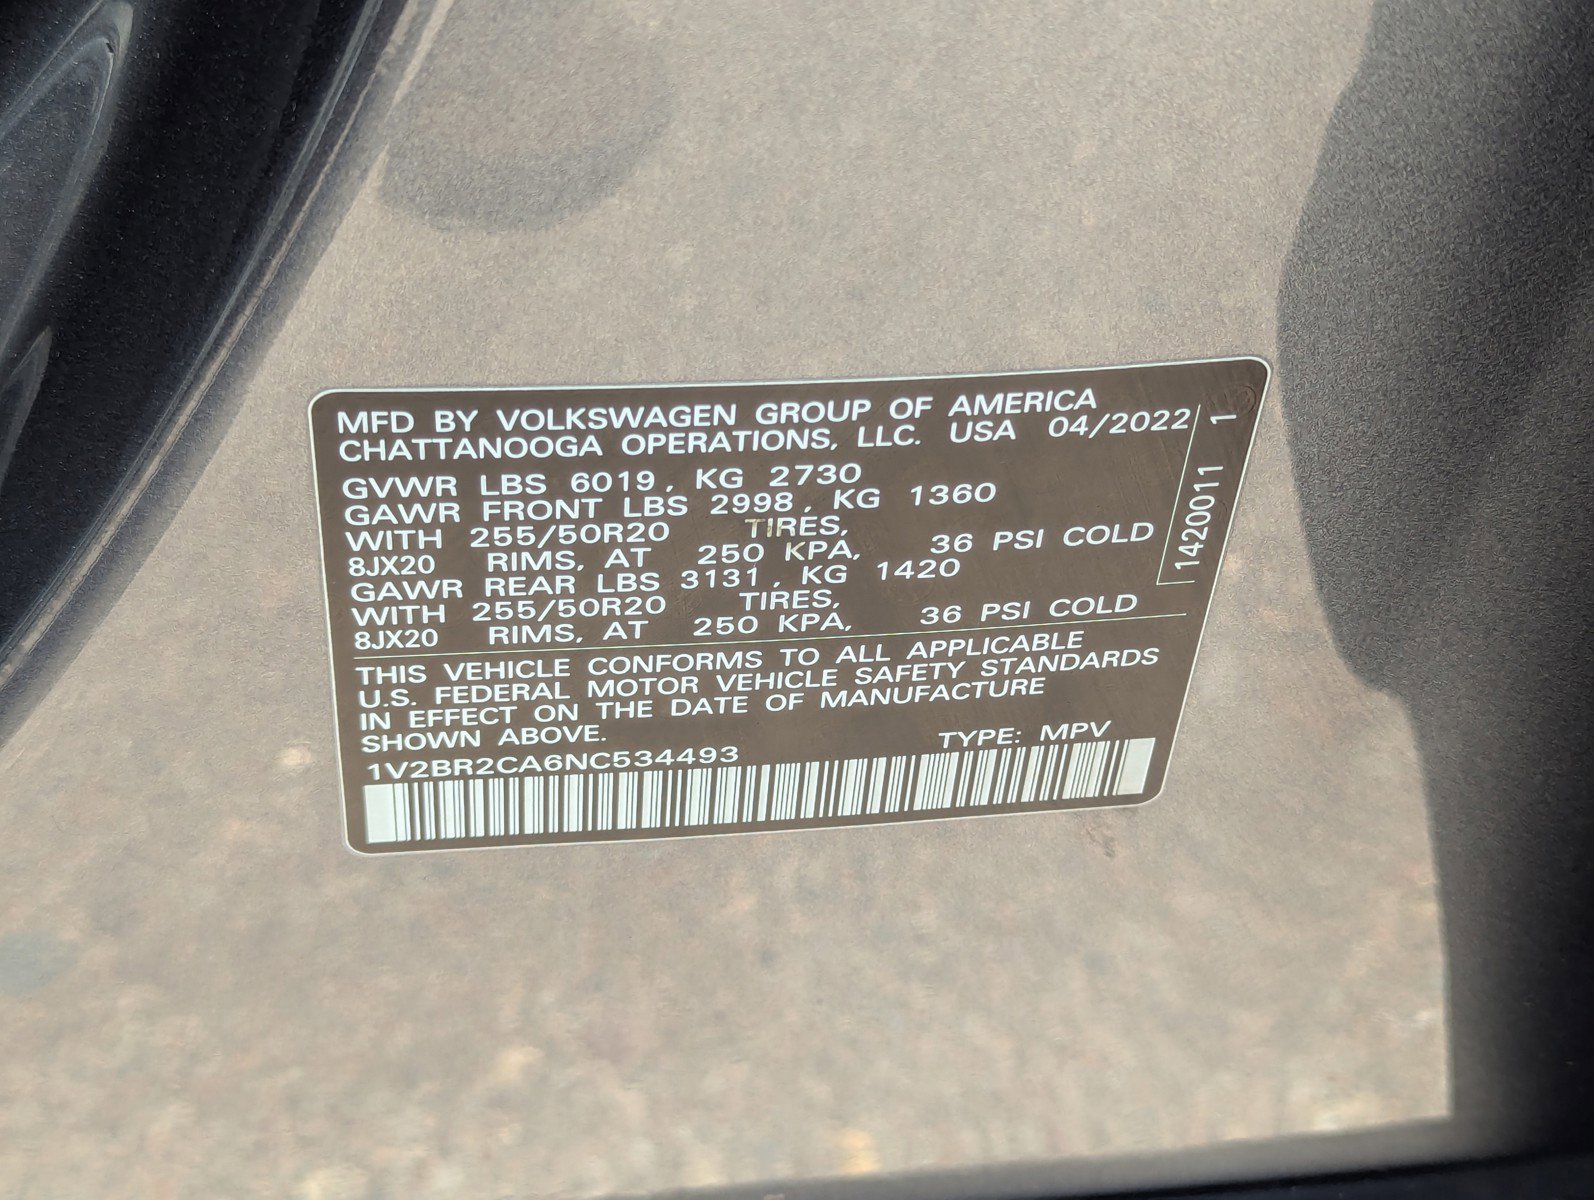 MFD BY VOLKSWAGEN GROUP OF AMERICA
CHATTANOOGA OPERATIONS, LLC. USA 04/2022
GVWR LBS 6019, KG 2730
GAWR FRONT LBS 2998, KG 1360
WITH 255/50R20 TIRES,
8JX20 RIMS, AT 250 KPA, 36 PSI COLD
GAWR REAR LBS 3131, KG 1420
WITH 255/50R20 TIRES,
8JX20 RIMS, AT 250 KPA, 36 PSI COLD
THIS VEHICLE CONFORMS TO ALL APPLICABLE
U.S. FEDERAL MOTOR VEHICLE SAFETY STANDARDS
IN EFFECT ON THE DATE OF MANUFACTURE
SHOWN ABOVE.
1V2BR2CA6NC534493 TYPE: MPV
1420011 1